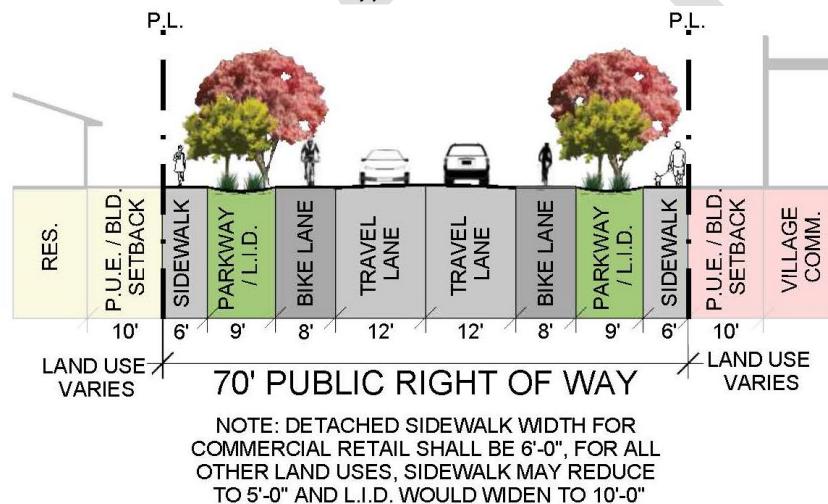 P.L.
P.L.
RES.
P.U.E. / BLD.
SETBACK
SIDEWALK
PARKWAY
/ L.I.D.
BIKE LANE
TRAVEL
LANE
TRAVEL
LANE
BIKE LANE
PARKWAY
/ L.I.D.
SIDEWALK
P.U.E. / BLD.
SETBACK
VILLAGE
COMM.
10' 6' 9' 8' 12' 12' 8' 9' 6' 10'
LAND USE
VARIES
70' PUBLIC RIGHT OF WAY
LAND USE
VARIES
NOTE: DETACHED SIDEWALK WIDTH FOR
COMMERCIAL RETAIL SHALL BE 6'-0", FOR ALL
OTHER LAND USES, SIDEWALK MAY REDUCE
TO 5'-0" AND L.I.D. WOULD WIDEN TO 10'-0"